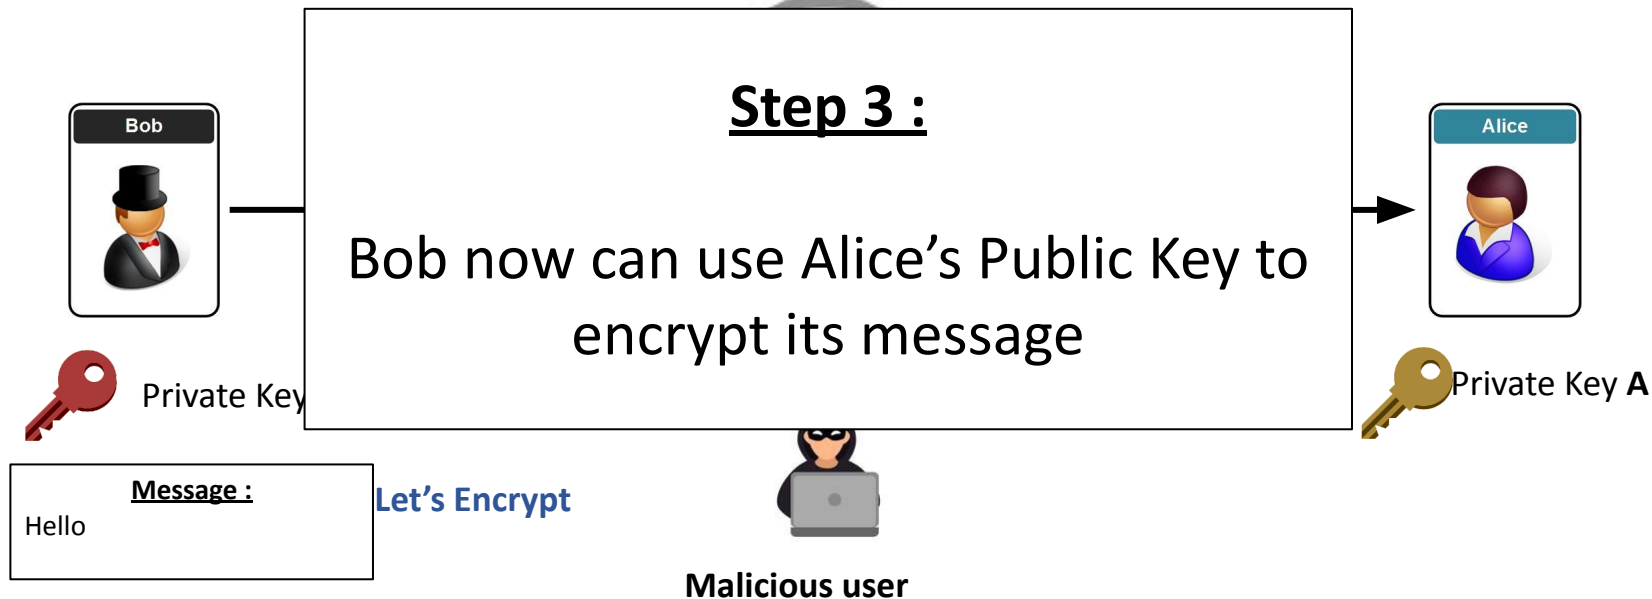 Step 3 :
Bob
Alice
Bob now can use Alice’s Public Key to
encrypt its message
Private Key
Private Key A
Message :
Hello
Let’s Encrypt
Malicious user